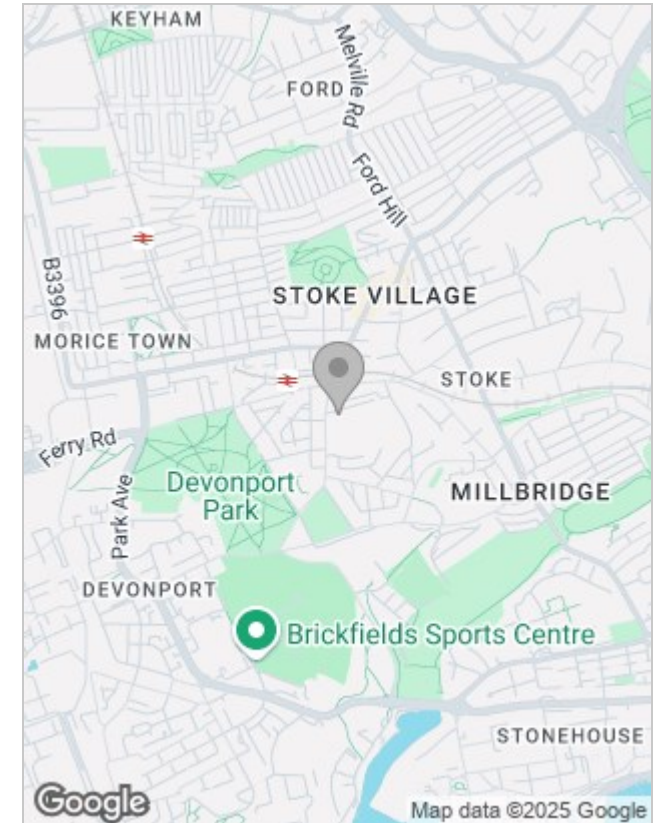 KEYHAM
Melville Rd
FORD
Ford Hill
B3396
STOKE VILLAGE
MORICE TOWN
STOKE
Ferry Rd
Devonport
Park
Park Ave
MILLBRIDGE
DEVONPORT
Brickfields Sports Centre
STONEHOUSE
Google
Map data ©2025 Google